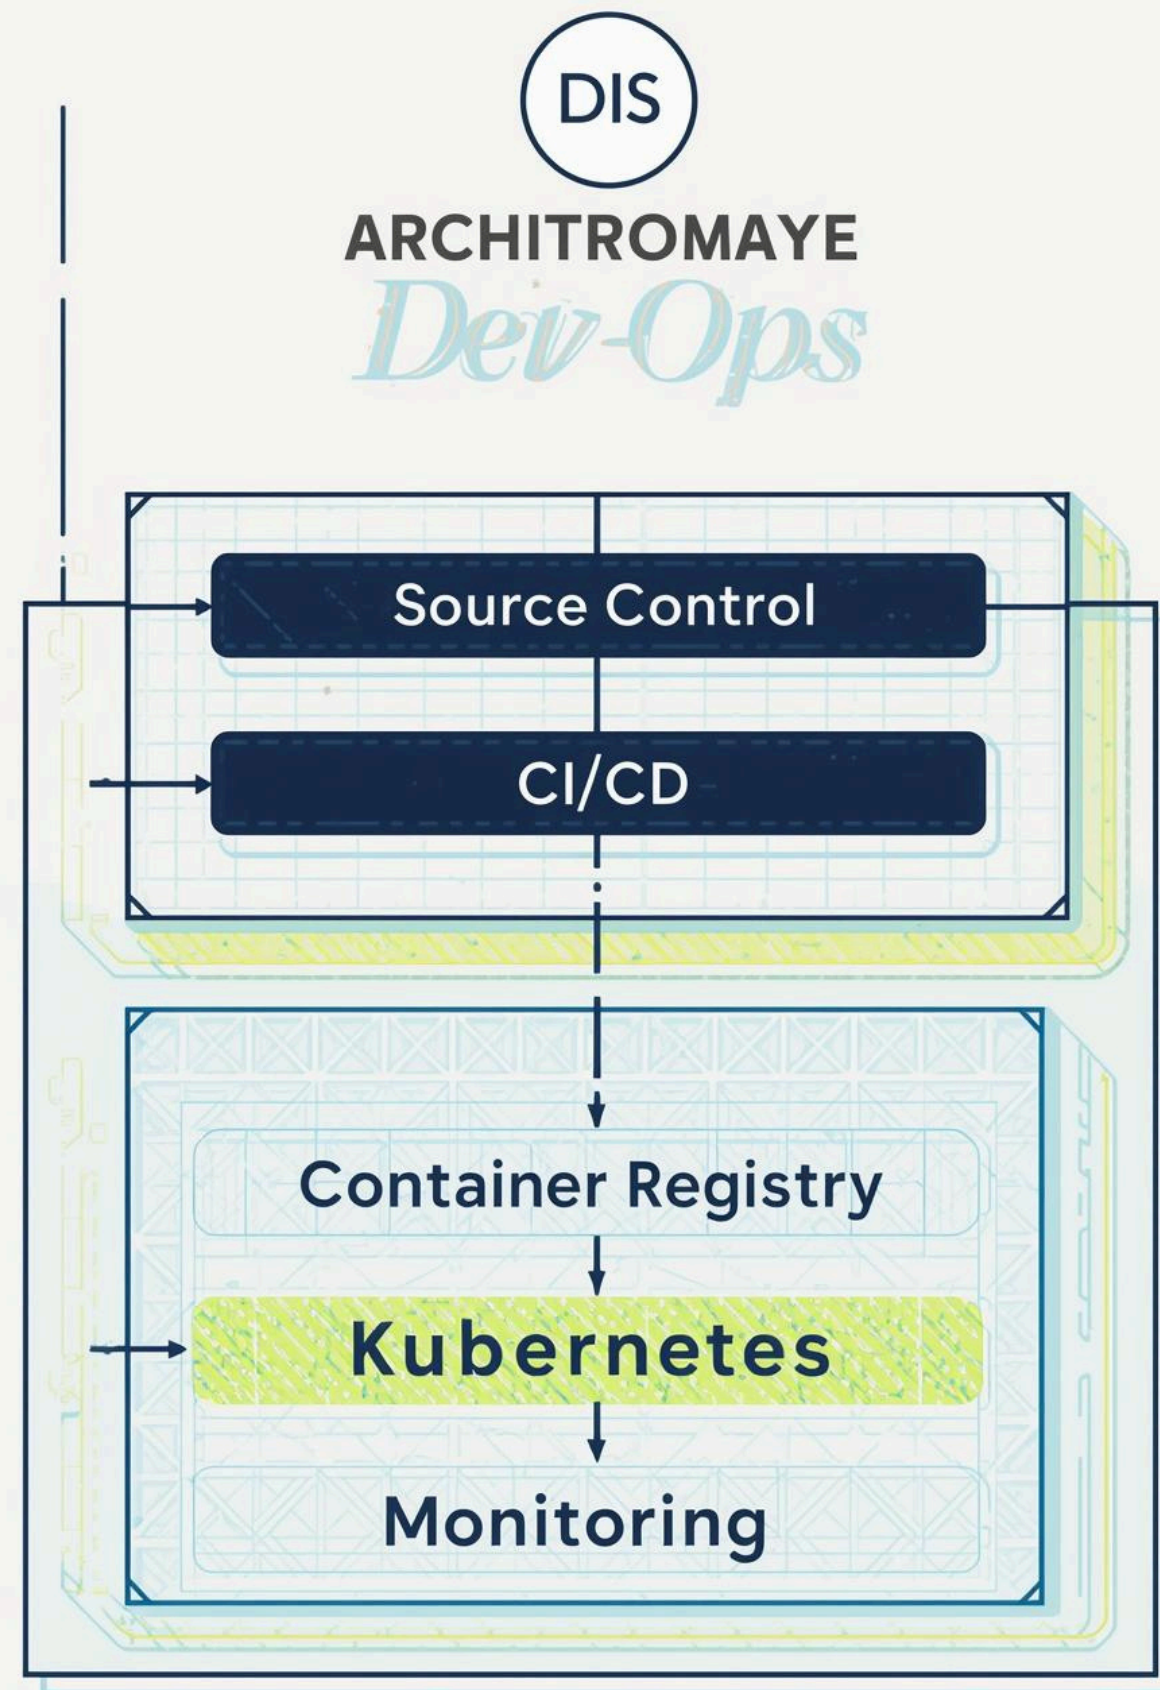 DIS
ARCHITROMAYE
Dev-Ops
Source Control
CI/CD
Container Registry
Kubernetes
Monitoring